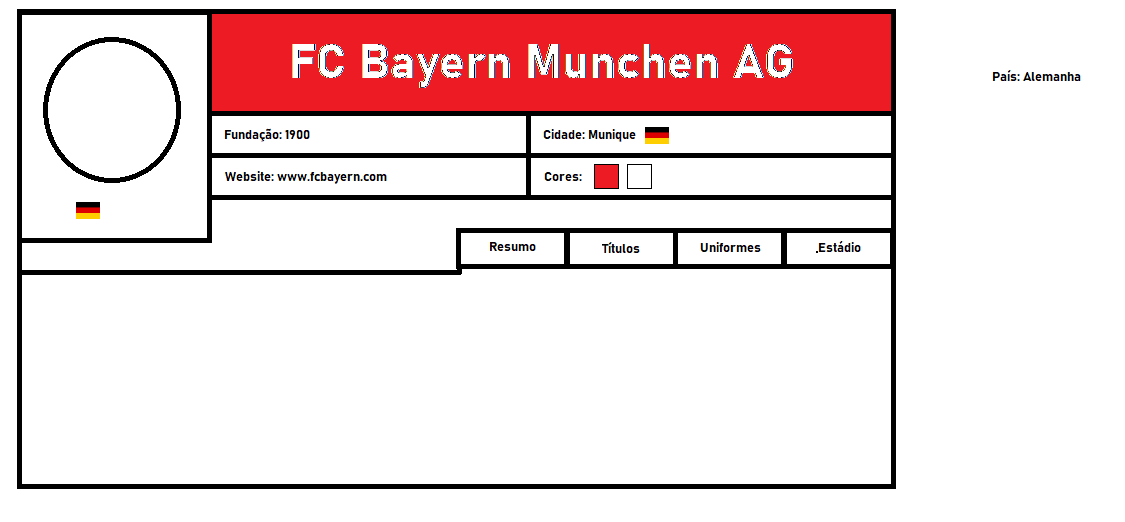 FC Bayern Munchen AG
País: Alemanha
Fundação: 1900
Cidade: Munique
Website: www.fcbayern.com
Cores:
Resumo
Títulos
Uniformes
.Estádio